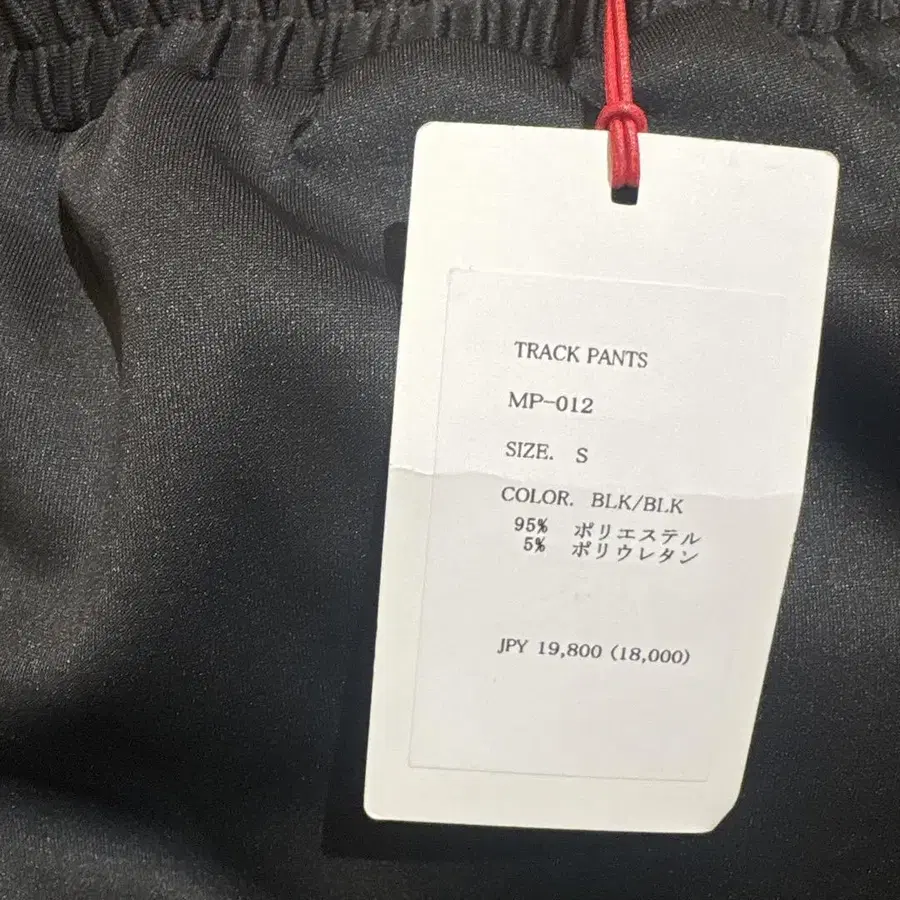 TRACK PANTS
MP-012
SIZE. S
COLOR. BLK/BLK
95% ポリエステル
5% ポリウレタン
JPY 19,800 (18,000)